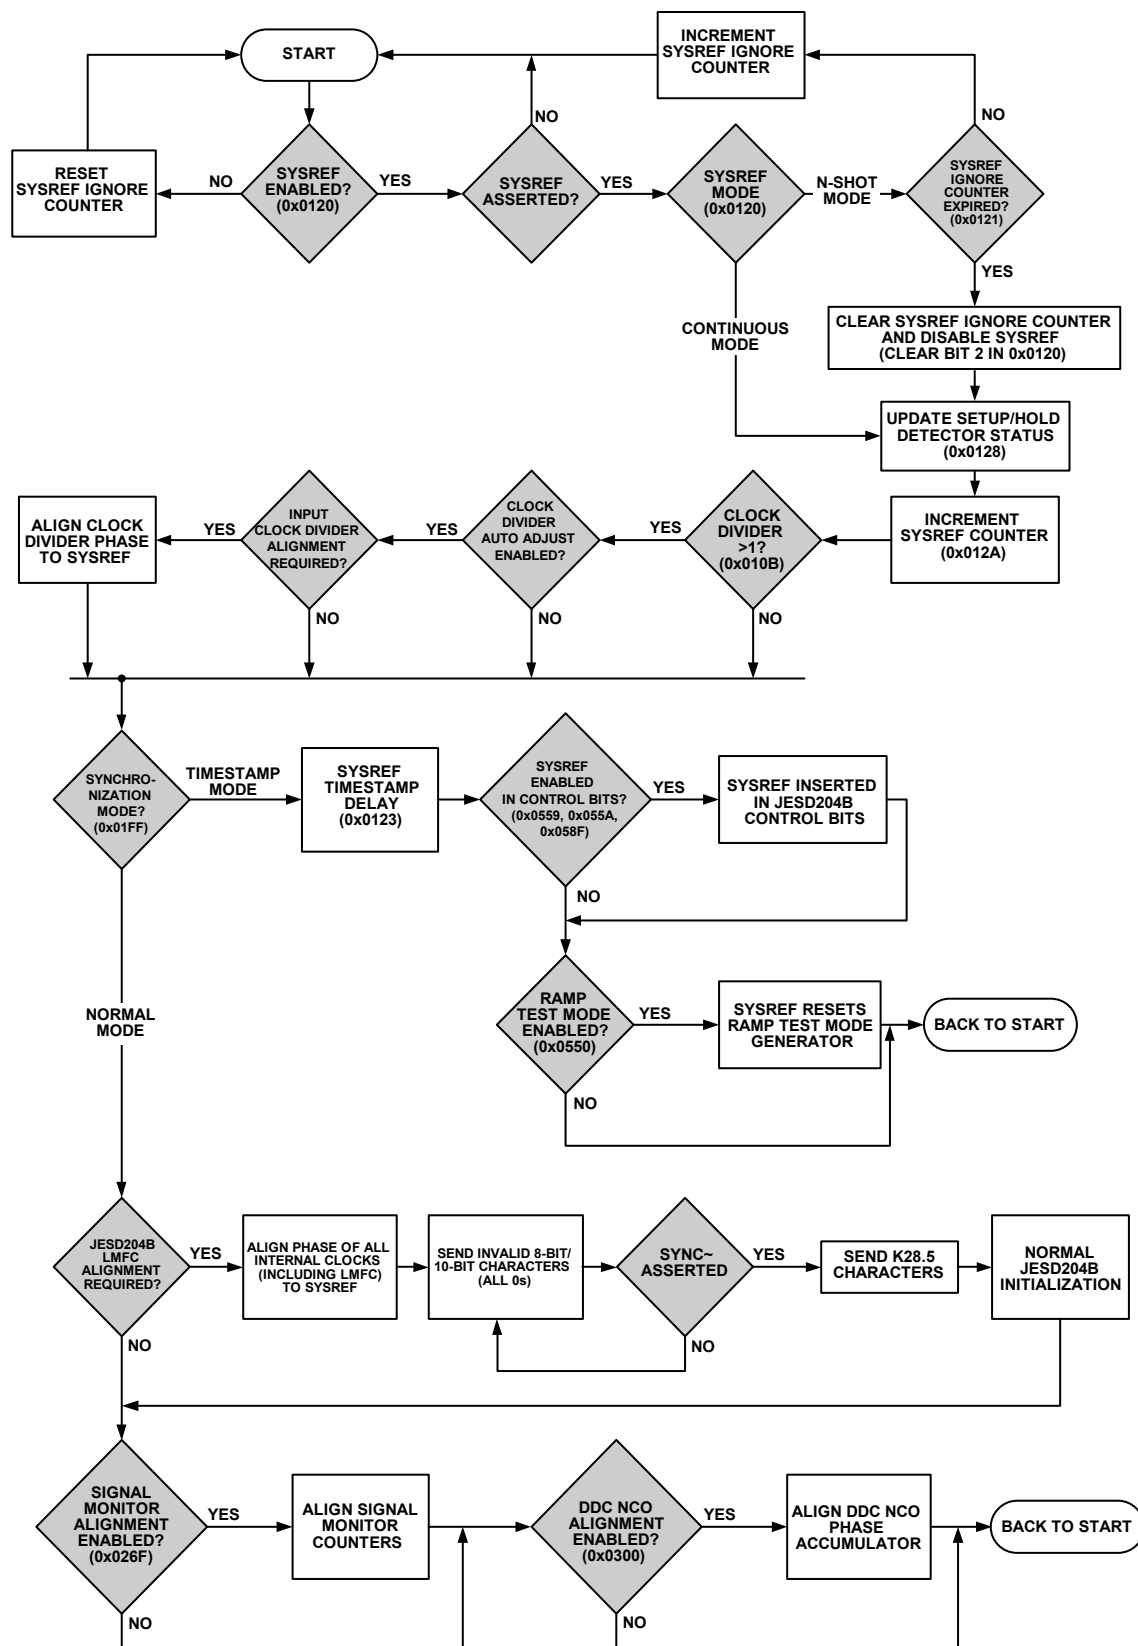 START
INCREMENT
SYSREF IGNORE
COUNTER
NO
NO
RESET
SYSREF IGNORE
COUNTER
NO
SYSREF
ENABLED?
(0x0120)
YES
SYSREF
ASSERTED?
YES
SYSREF
MODE
(0x0120)
N-SHOT
MODE
SYSREF
IGNORE
COUNTER
EXPIRED?
(0x0121)
YES
CONTINUOUS
MODE
CLEAR SYSREF IGNORE COUNTER
AND DISABLE SYSREF
(CLEAR BIT 2 IN 0x0120)
UPDATE SETUP/HOLD
DETECTOR STATUS
(0x0128)
ALIGN CLOCK
DIVIDER PHASE
TO SYSREF
YES
INPUT
CLOCK DIVIDER
ALIGNMENT
REQUIRED?
YES
CLOCK
DIVIDER
AUTO ADJUST
ENABLED?
YES
CLOCK
DIVIDER
>1?
(0x010B)
INCREMENT
SYSREF COUNTER
(0x012A)
NO
NO
NO
SYNCHRO-
NIZATION
MODE?
(0x01FF)
TIMESTAMP
MODE
SYSREF
TIMESTAMP
DELAY
(0x0123)
SYSREF
ENABLED
IN CONTROL BITS?
(0x0559, 0x055A,
0x058F)
YES
SYSREF INSERTED
IN JESD204B
CONTROL BITS
NO
NORMAL
MODE
RAMP
TEST MODE
ENABLED?
(0x0550)
YES
SYSREF RESETS
RAMP TEST MODE
GENERATOR
BACK TO START
NO
JESD204B
LMFC
ALIGNMENT
REQUIRED?
YES
ALIGN PHASE OF ALL
INTERNAL CLOCKS
(INCLUDING LMFC)
TO SYSREF
SEND INVALID 8-BIT/
10-BIT CHARACTERS
(ALL 0s)
SYNC~
ASSERTED
YES
SEND K28.5
CHARACTERS
NORMAL
JESD204B
INITIALIZATION
NO
NO
SIGNAL
MONITOR
ALIGNMENT
ENABLED?
(0x026F)
YES
ALIGN SIGNAL
MONITOR
COUNTERS
DDC NCO
ALIGNMENT
ENABLED?
(0x0300)
YES
ALIGN DDC NCO
PHASE
ACCUMULATOR
BACK TO START
NO
NO